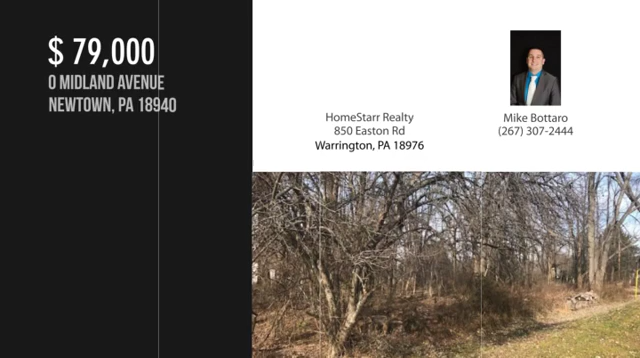 $ 79,000
0 MIDLAND AVENUE
NEWTOWN, PA 18940
HomeStarr Realty
850 Easton Rd
Warrington, PA 18976
Mike Bottaro
(267) 307-2444